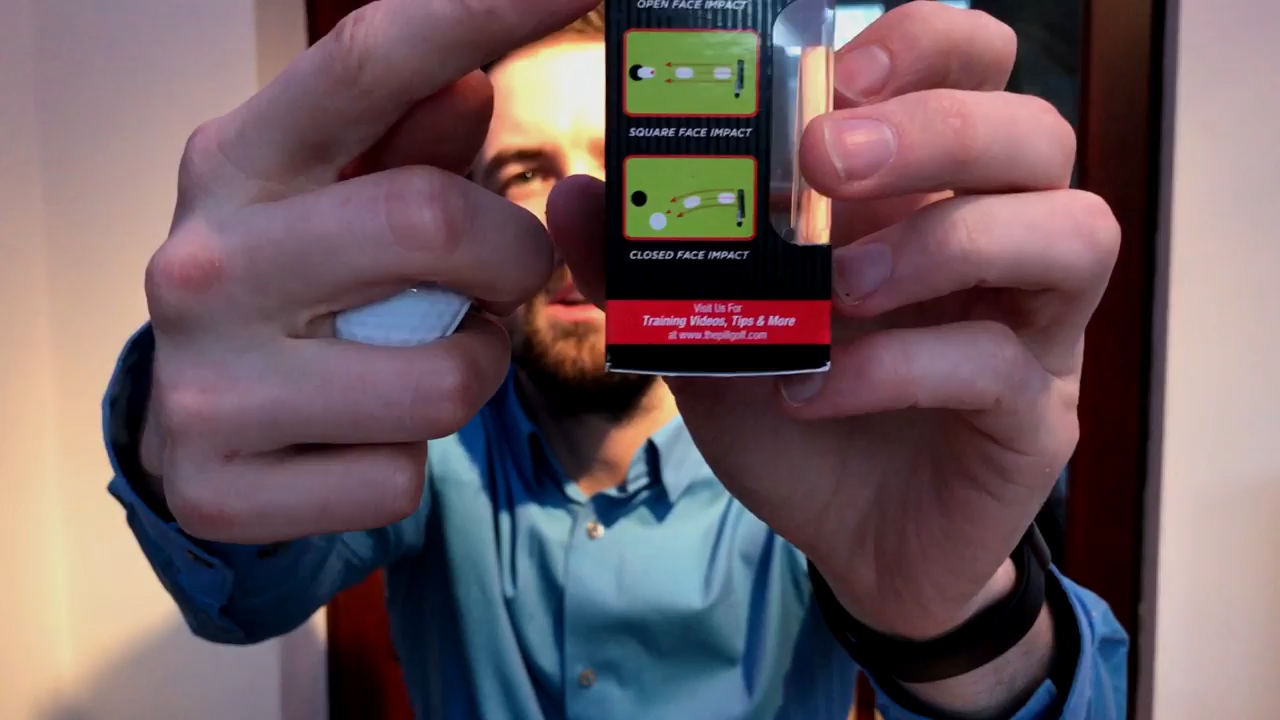 OPEN FACE IMPACT
SQUARE FACE IMPACT
CLOSED FACE IMPACT
Visit Us For
Training Videos, Tips & More
at www.thepillgolf.com